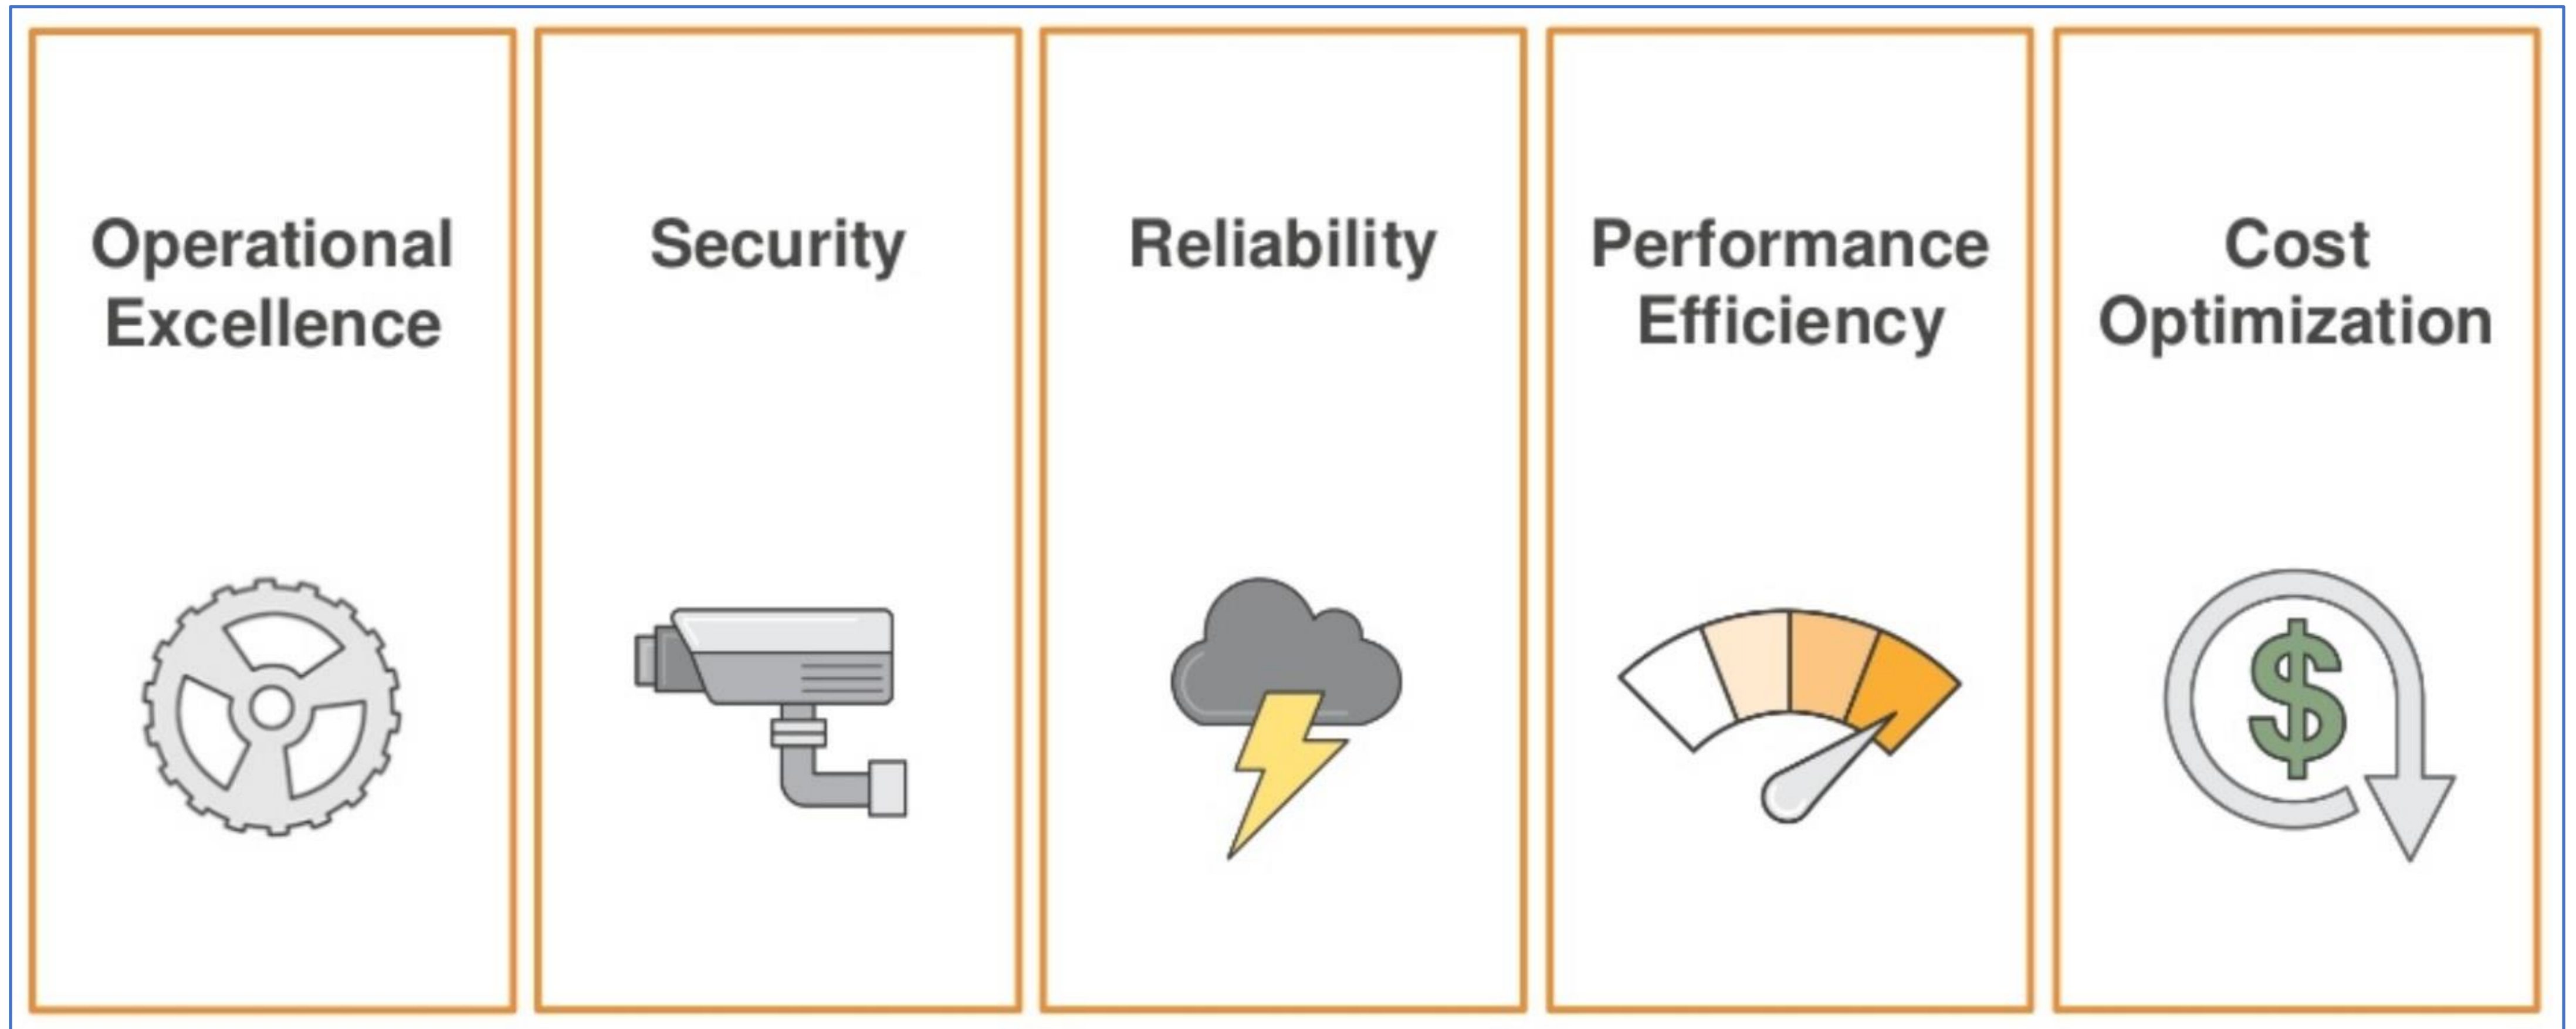 Operational
Excellence
Security
Reliability
Performance
Efficiency
Cost
Optimization
$